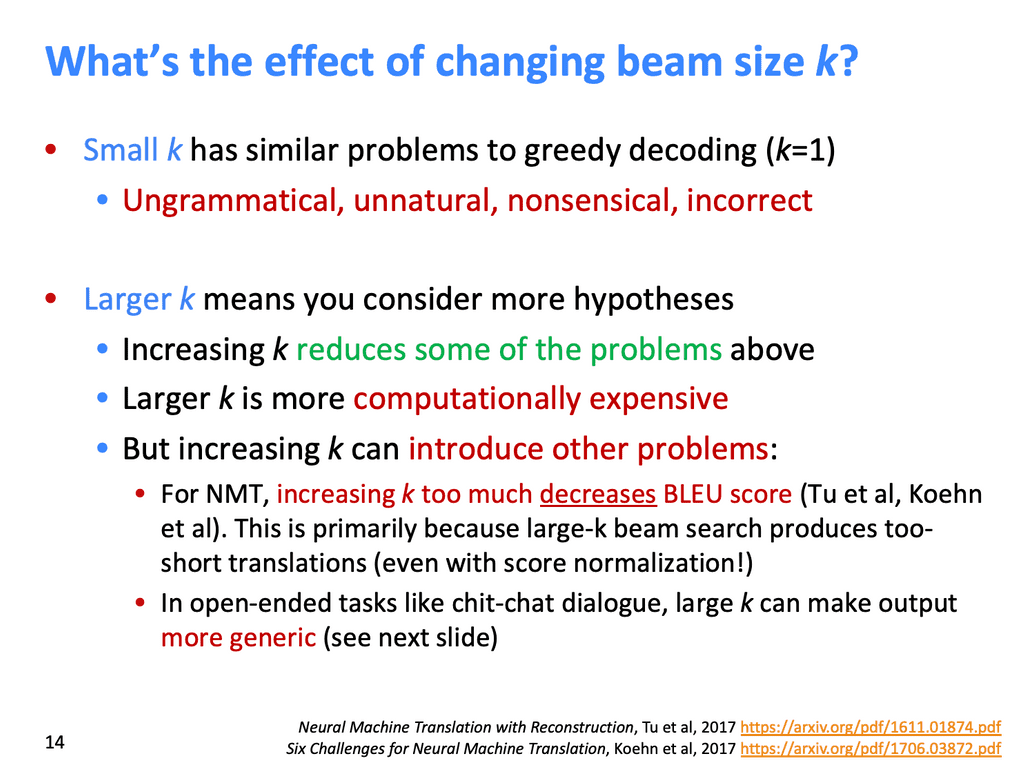 What’s the effect of changing beam size k?
• Small k has similar problems to greedy decoding (k=1)
• Ungrammatical, unnatural, nonsensical, incorrect
• Larger k means you consider more hypotheses
• Increasing k reduces some of the problems above
• Larger k is more computationally expensive
• But increasing k can introduce other problems:
• For NMT, increasing k too much decreases BLEU score (Tu et al, Koehn
et al). This is primarily because large-k beam search produces too-
short translations (even with score normalization!)
• In open-ended tasks like chit-chat dialogue, large k can make output
more generic (see next slide)
Neural Machine Translation with Reconstruction, Tu et al, 2017 https://arxiv.org/pdf/1611.01874.pdf
Six Challenges for Neural Machine Translation, Koehn et al, 2017 https://arxiv.org/pdf/1706.03872.pdf
14